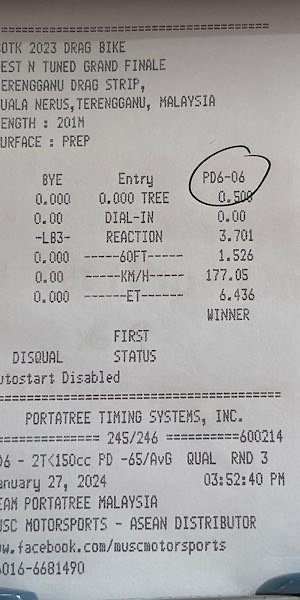 OTK 2023 DRAG BIKE
EST N TUNED GRAND FINALE
ERENGGANU DRAG STRIP,
UALA NERUS,TERENGGANU, MALAYSIA
ENGTH : 201M
URFACE : PREP
BYE Entry PD6-06
0.000 0.000 TREE 0.500
0.00 DIAL-IN 0.00
-LB3- REACTION 3.701
0.000 ------60FT------ 1.526
0.00 ------KM/H------ 177.05
0.000 -------ET------- 6.436
WINNER
FIRST
DISQUAL STATUS
utostart Disabled
PORTATREE TIMING SYSTEMS, INC.
============= 245/246 ==========600214
D6 - 2T<150cc PD -65/AvG QUAL RND 3
anuary 27, 2024 03:52:40 PM
EAM PORTATREE MALAYSIA
USC MOTORSPORTS - ASEAN DISTRIBUTOR
ww.facebook.com/muscmotorsports
6016-6681490